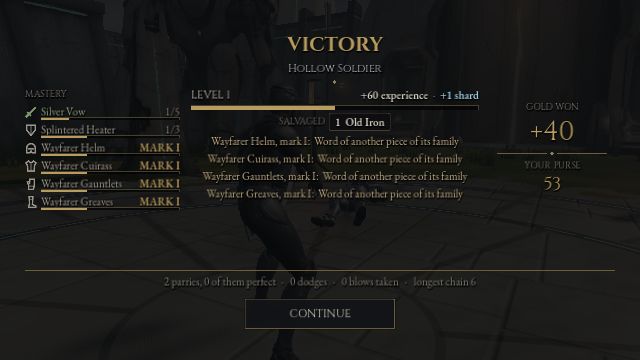 VICTORY
HOLLOW SOLDIER
MASTERY
Silver Vow 1/5
Splintered Heater 1/3
Wayfarer Helm MARK I
Wayfarer Cuirass MARK I
Wayfarer Gauntlets MARK I
Wayfarer Greaves MARK I
LEVEL 1 +60 experience · +1 shard
SALVAGED 1 Old Iron
Wayfarer Helm, mark I: Word of another piece of its family
Wayfarer Cuirass, mark I: Word of another piece of its family
Wayfarer Gauntlets, mark I: Word of another piece of its family
Wayfarer Greaves, mark I: Word of another piece of its family
GOLD WON
+40
YOUR PURSE
53
2 parries, 0 of them perfect · 0 dodges · 0 blows taken · longest chain 6
CONTINUE